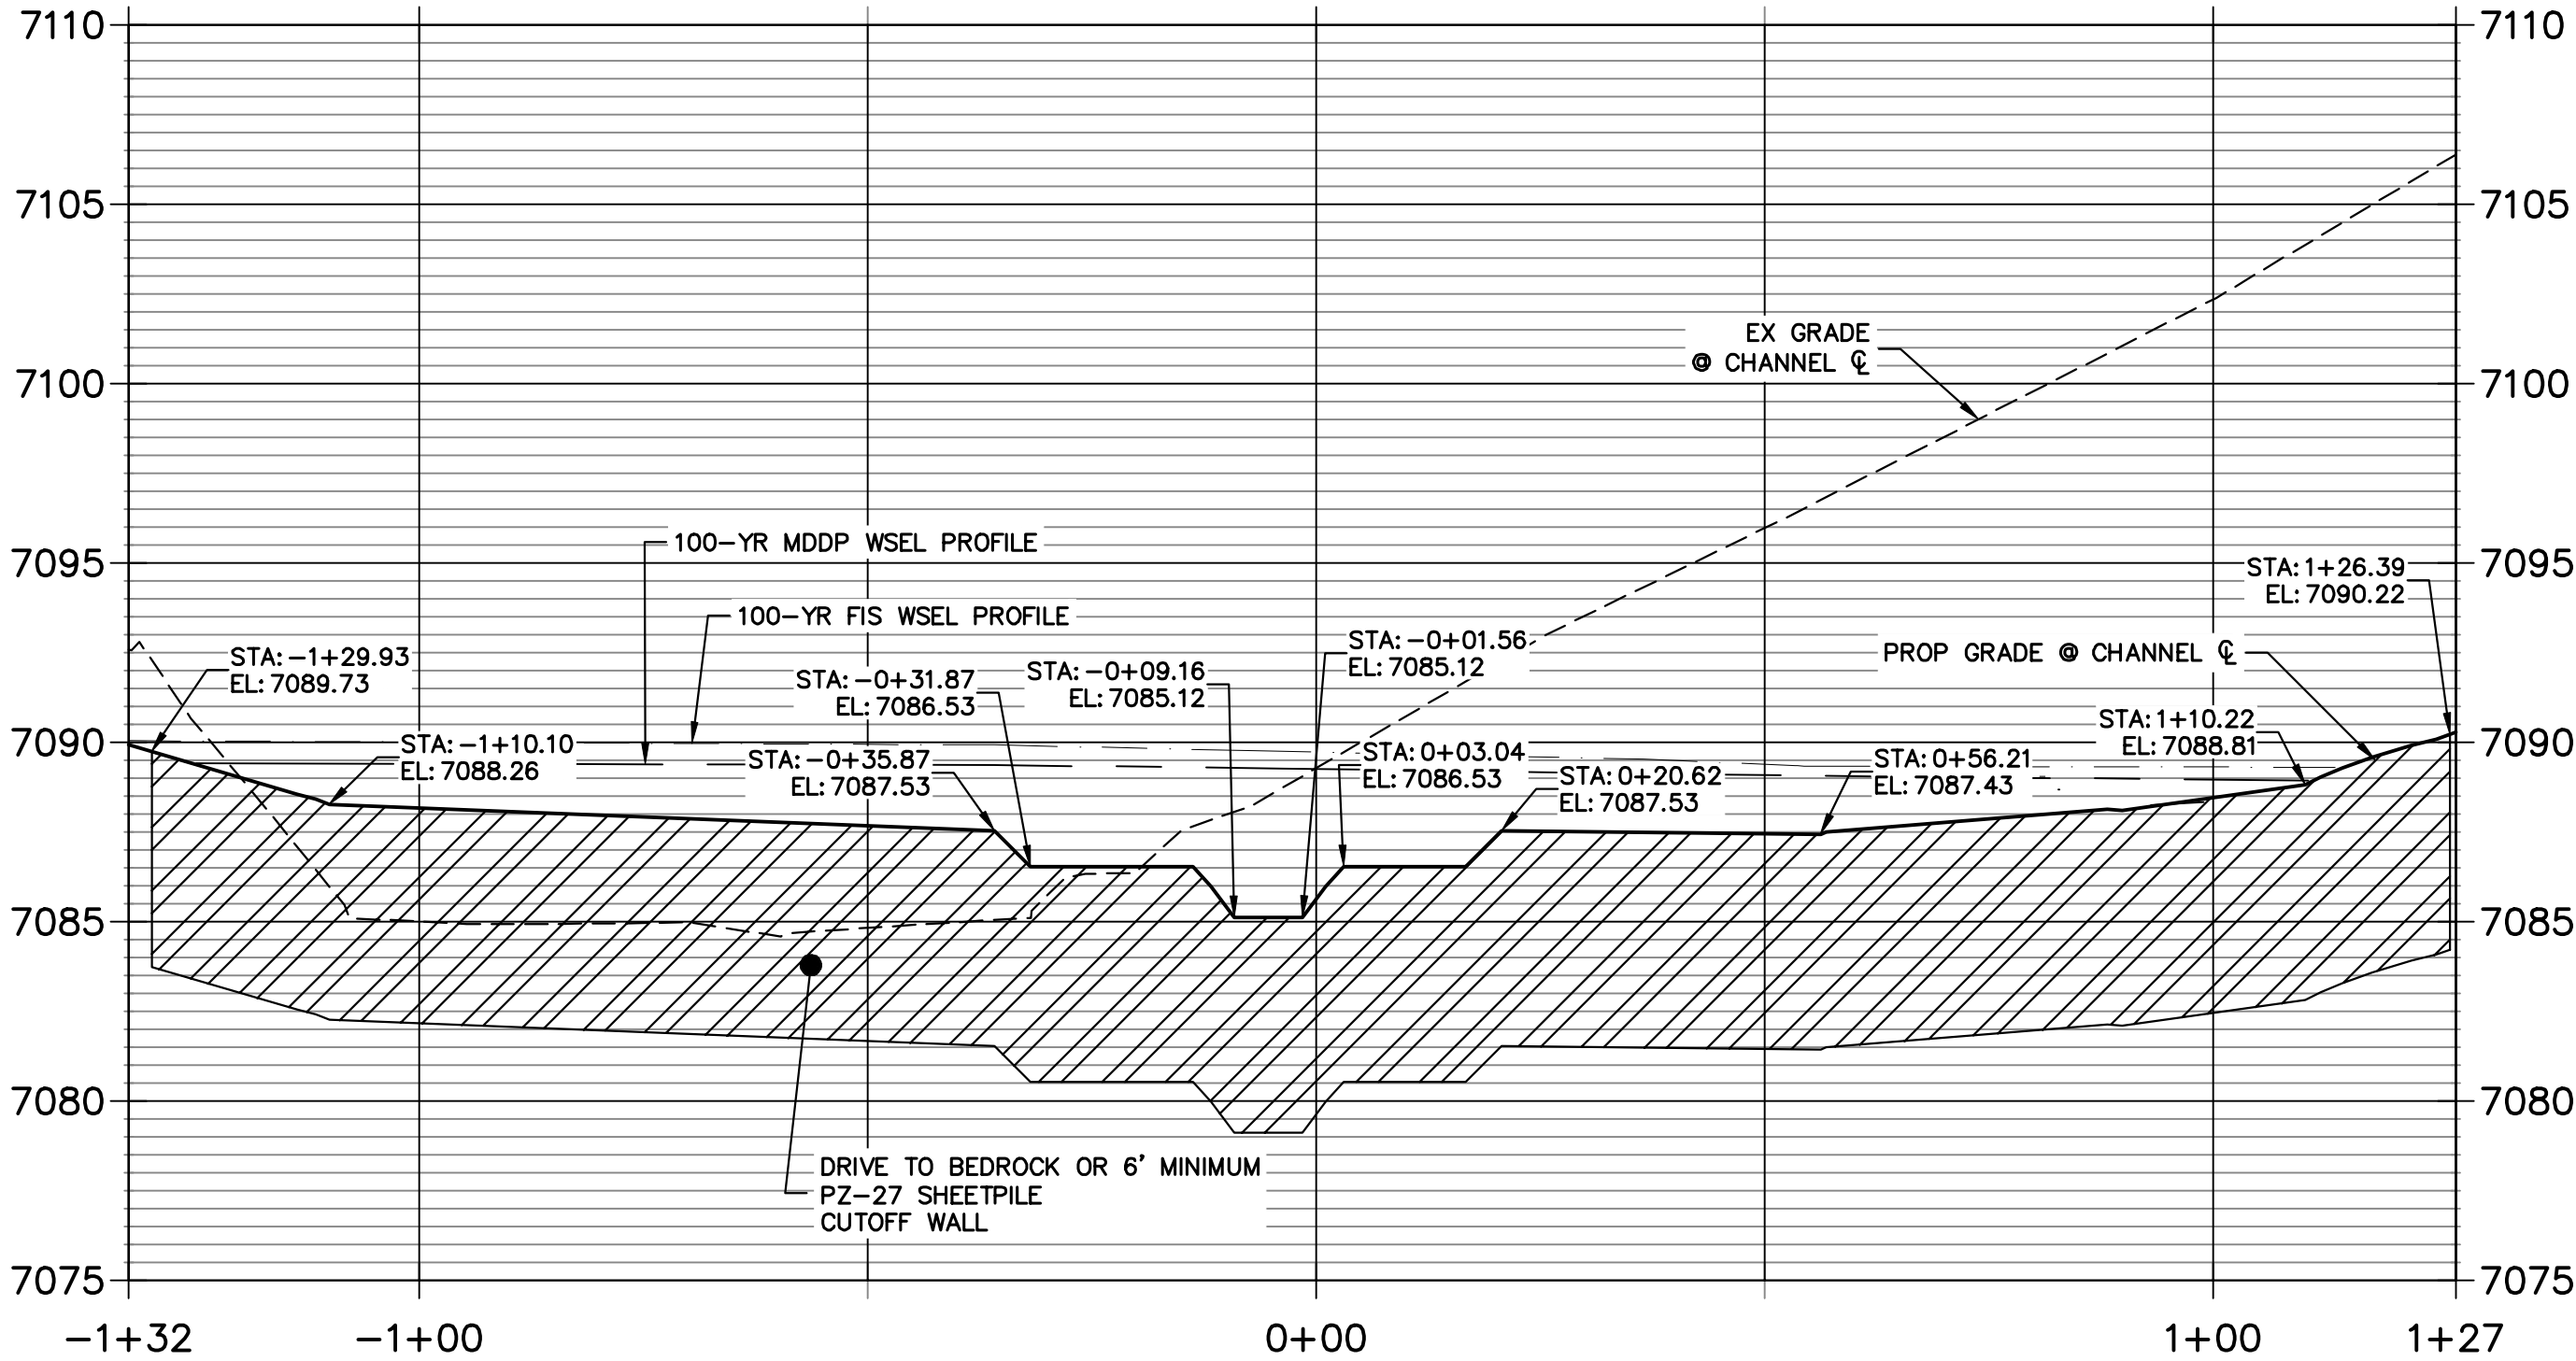 7110
7110
7105
7105
7100
7100
7095
7095
7090
7090
7085
7085
7080
7080
7075
7075
EX GRADE
@ CHANNEL ℄
100-YR MDDP WSEL PROFILE
100-YR FIS WSEL PROFILE
STA: 1+26.39
EL: 7090.22
PROP GRADE @ CHANNEL ℄
STA: -1+29.93
EL: 7089.73
STA: -0+31.87
EL: 7086.53
STA: -0+09.16
EL: 7085.12
STA: -0+01.56
EL: 7085.12
STA: 1+10.22
EL: 7088.81
STA: -1+10.10
EL: 7088.26
STA: -0+35.87
EL: 7087.53
STA: 0+03.04
EL: 7086.53
STA: 0+20.62
EL: 7087.53
STA: 0+56.21
EL: 7087.43
DRIVE TO BEDROCK OR 6' MINIMUM
PZ-27 SHEETPILE
CUTOFF WALL
-1+32
-1+00
0+00
1+00
1+27